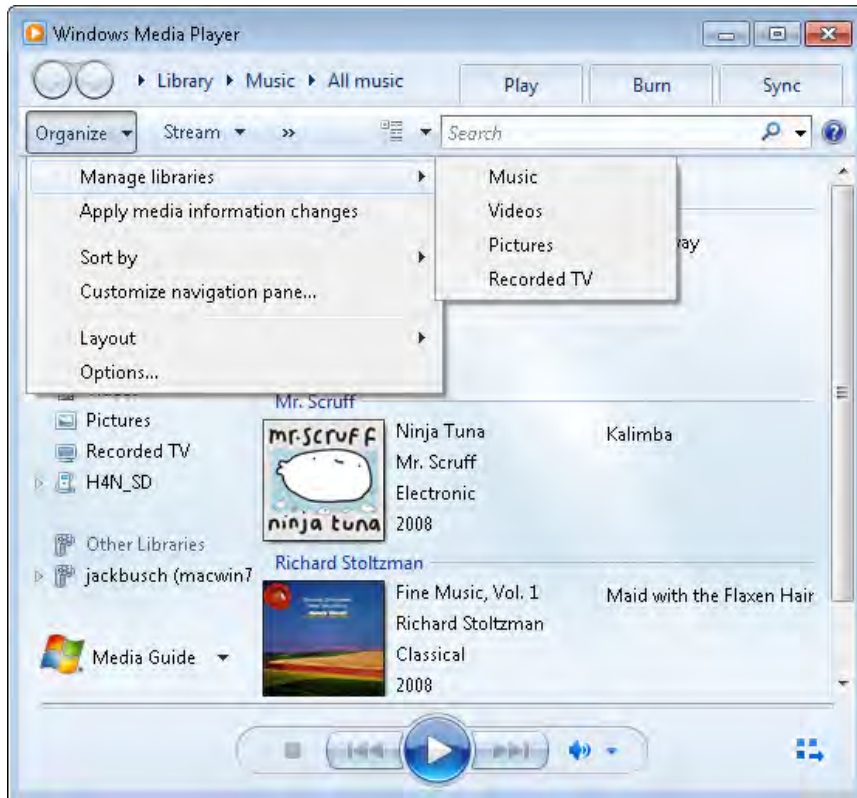 Windows Media Player
Library Music All music Play Burn Sync
Organize Stream » Search
Manage libraries
Apply media information changes
Sort by
Customize navigation pane...
Layout
Options...
Music
Videos
Pictures
Recorded TV
Pictures
Recorded TV
H4N_SD
Other Libraries
jackbusch (macwin7
Media Guide
Mr. Scruff
mr.scruff
ninja tuna
Ninja Tuna
Mr. Scruff
Electronic
2008
Kalimba
Richard Stoltzman
Fine Music, Vol. 1
Richard Stoltzman
Classical
2008
Maid with the Flaxen Hair